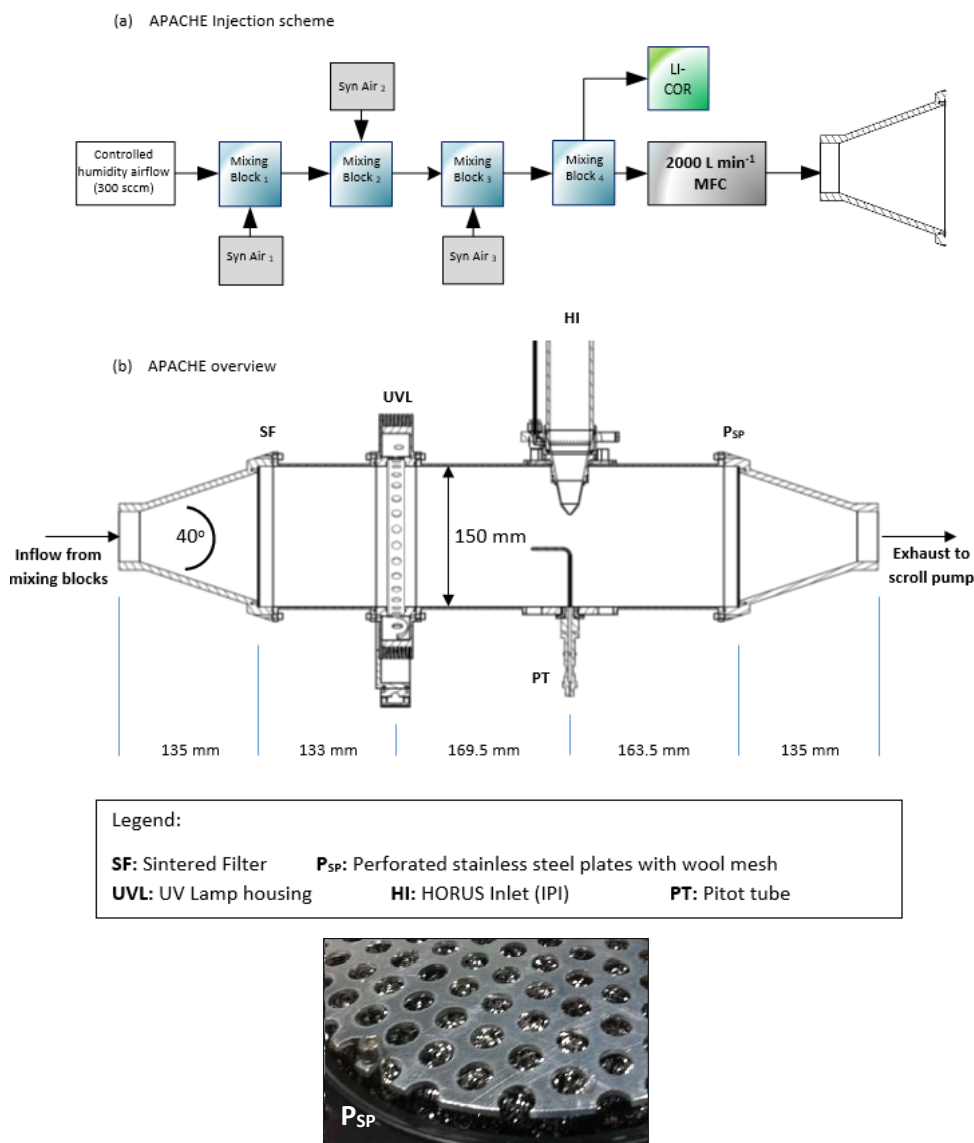 (a) APACHE Injection scheme
LI-
COR
Syn Air 2
Controlled
humidity airflow
(300 sccm)
Mixing
Block 1
Mixing
Block 2
Mixing
Block 3
Mixing
Block 4
2000 L min-1
MFC
Syn Air 1
Syn Air 3
HI
(b) APACHE overview
UVL
SF
PSP
40o
150 mm
Inflow from
mixing blocks
Exhaust to
scroll pump
PT
135 mm
133 mm
169.5 mm
163.5 mm
135 mm
Legend:
SF: Sintered Filter PSP: Perforated stainless steel plates with wool mesh
UVL: UV Lamp housing HI: HORUS Inlet (IPI) PT: Pitot tube
PSP